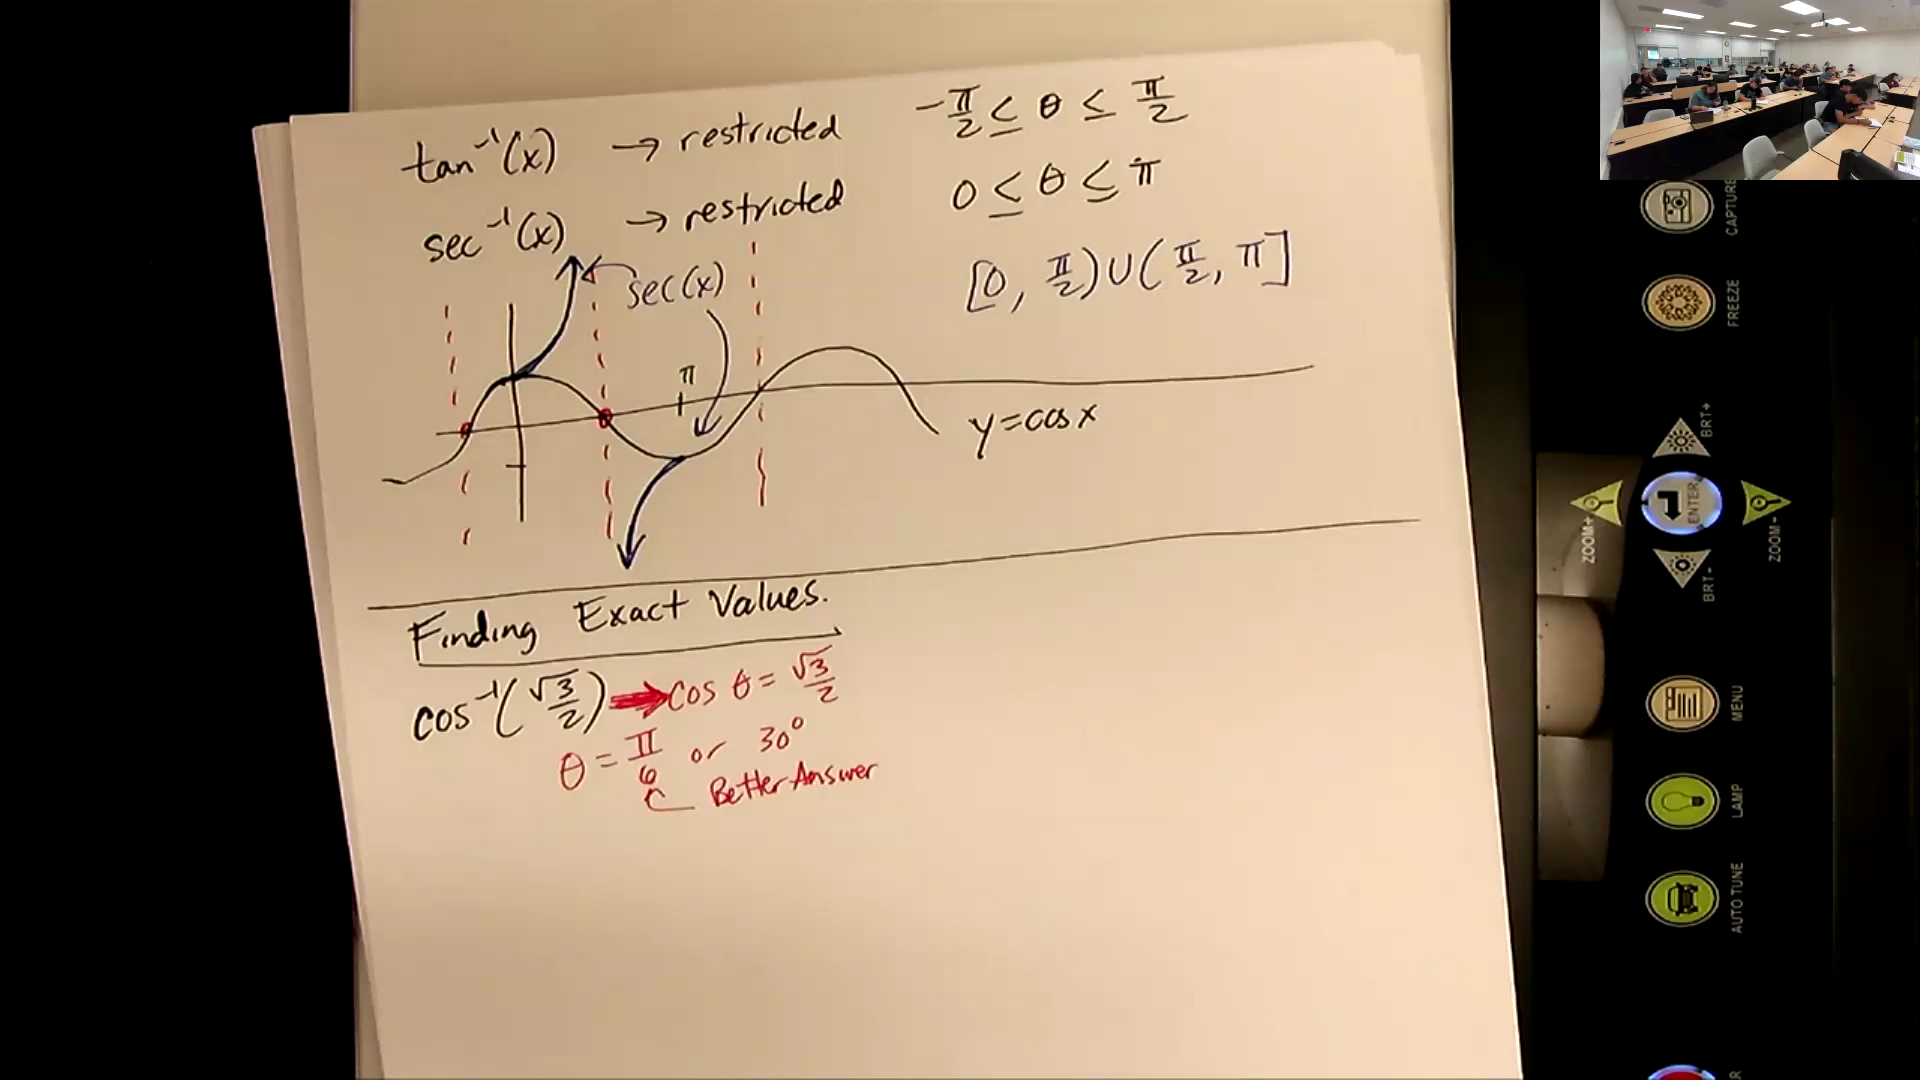 tan⁻¹(x) → restricted -π/2 ≤ θ ≤ π/2
sec⁻¹(x) → restricted 0 ≤ θ ≤ π
sec(x) [0, π/2)∪(π/2, π]
π
y=cos x
Finding Exact Values.
cos⁻¹(√3/2) ⇒ cos θ = √3/2
θ = π/6 or 30°
Better Answer
CAPTURE
FREEZE
BRT+
ZOOM+
ENTER
ZOOM-
BRT-
MENU
LAMP
AUTO TUNE